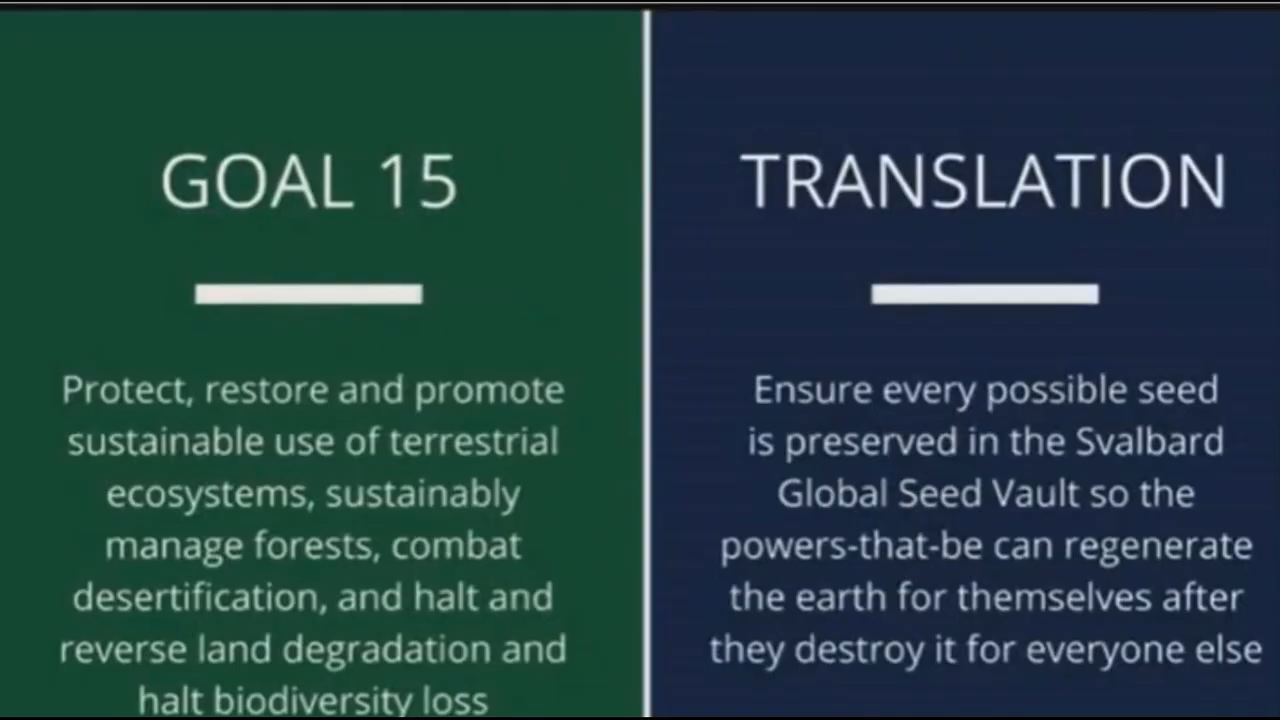 GOAL 15
Protect, restore and promote
sustainable use of terrestrial
ecosystems, sustainably
manage forests, combat
desertification, and halt and
reverse land degradation and
halt biodiversity loss
TRANSLATION
Ensure every possible seed
is preserved in the Svalbard
Global Seed Vault so the
powers-that-be can regenerate
the earth for themselves after
they destroy it for everyone else